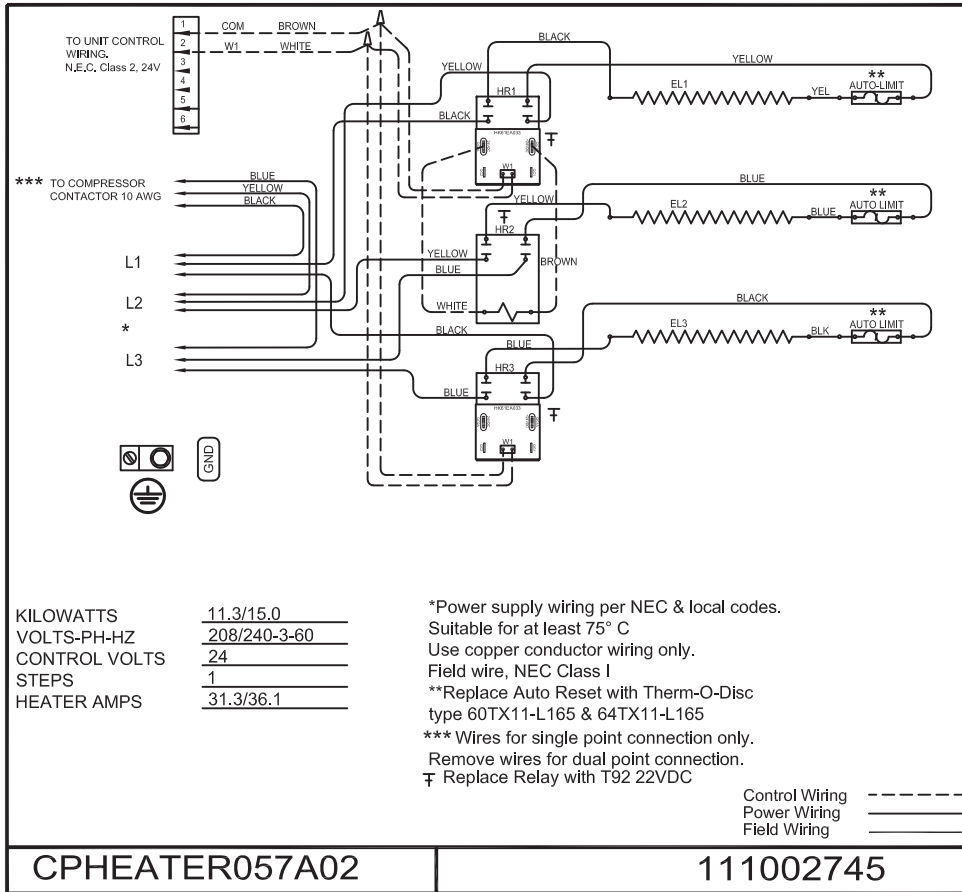 1 COM BROWN
2 W1 WHITE
3
4
5
6
TO UNIT CONTROL
WIRING.
N.E.C. Class 2, 24V
BLACK
YELLOW
YELLOW
HR1
EL1
YEL
**
AUTO-LIMIT
BLACK
HK61EA003
W1
*** TO COMPRESSOR
CONTACTOR 10 AWG
BLUE
YELLOW
BLACK
BLUE
YELLOW
HR2
EL2
BLUE
**
AUTO LIMIT
L1
YELLOW
BLUE
BROWN
L2
WHITE
BLACK
*
BLACK
BLUE
EL3
BLK
**
AUTO LIMIT
L3
HR3
BLUE
HK61EA003
W1
GND
KILOWATTS 11.3/15.0
VOLTS-PH-HZ 208/240-3-60
CONTROL VOLTS 24
STEPS 1
HEATER AMPS 31.3/36.1
*Power supply wiring per NEC & local codes.
Suitable for at least 75° C
Use copper conductor wiring only.
Field wire, NEC Class I
**Replace Auto Reset with Therm-O-Disc
type 60TX11-L165 & 64TX11-L165
*** Wires for single point connection only.
Remove wires for dual point connection.
Replace Relay with T92 22VDC
Control Wiring
Power Wiring
Field Wiring
CPHEATER057A02
111002745